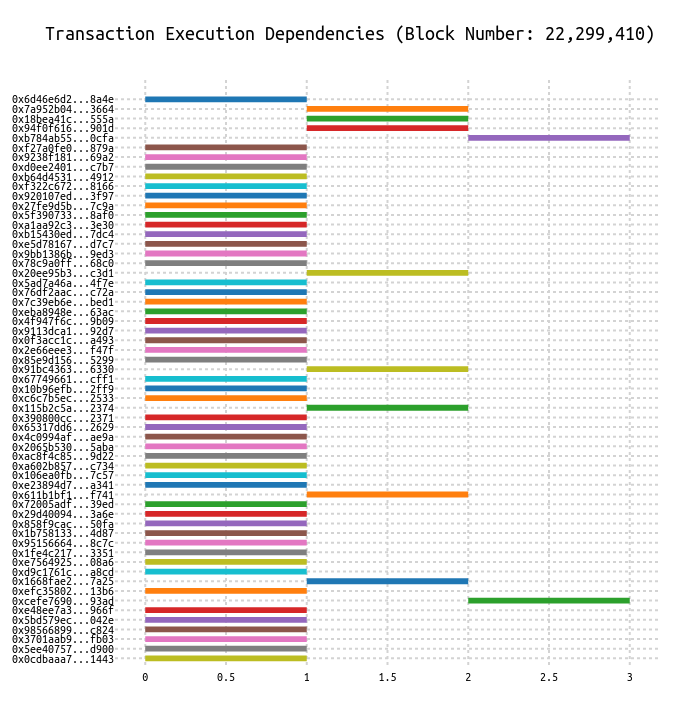 Transaction Execution Dependencies (Block Number: 22,299,410)
0x6d46e6d2...8a4e
0x7a952b04...3664
0x18bea41c...555a
0x94f0f616...901d
0xb784ab55...0cfa
0xf27a0fe0...879a
0x9238f181...69a2
0xd0ee2401...c7b7
0xb64d4531...4912
0xf322c672...8166
0x920107ed...3f97
0x27fe9d5b...7c9a
0x5f390733...8af0
0xa1aa92c3...3e30
0xb15430ed...7dc4
0xe5d78167...d7c7
0x9bb1386b...9ed3
0x78c9a0ff...68c0
0x20ee95b3...c3d1
0x5ad7a46a...4f7e
0x76df2aac...c72a
0x7c39eb6e...bed1
0xeba8948e...63ac
0x4f947f6c...9b09
0x9113dca1...92d7
0x0f3acc1c...a493
0x2e66eee3...f47f
0x85e9d156...5299
0x91bc4363...6330
0x67749661...cff1
0x10b96efb...2ff9
0xc6c7b5ec...2533
0x115b2c5a...2374
0x390800cc...2371
0x65317dd6...2629
0x4c0994af...ae9a
0x2065b530...5aba
0xac8f4c85...9d22
0xa602b857...c734
0x106ea0fb...7c57
0xe23894d7...a341
0x611b1bf1...f741
0x72005adf...39ed
0x29d40094...3a6e
0x858f9cac...50fa
0x1b758133...4d87
0x95156664...8c7c
0x1fe4c217...3351
0xe7564925...08a6
0xd9c1761c...a8cd
0x1668fae2...7a25
0xefc35802...13b6
0xcefe7690...93ad
0xe48ee7a3...966f
0x5bd579ec...042e
0x98566899...c824
0x3701aab9...fb03
0x5ee40757...d900
0x0cdbaaa7...1443
0 0.5 1 1.5 2 2.5 3